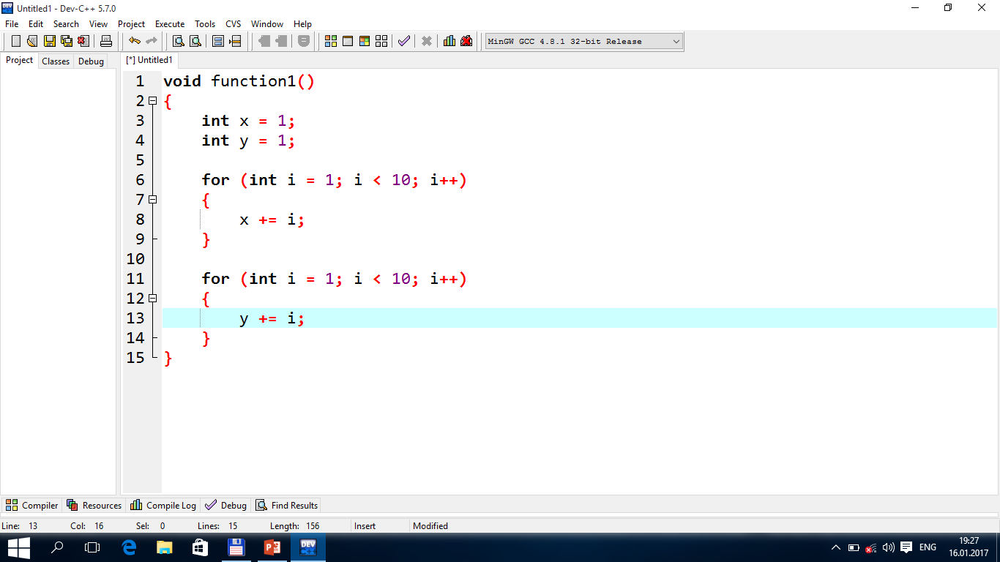 Untitled1 - Dev-C++ 5.7.0
File Edit Search View Project Execute Tools CVS Window Help
MinGW GCC 4.8.1 32-bit Release
Project Classes Debug [*] Untitled1
1 void function1()
2 {
3 int x = 1;
4 int y = 1;
5
6 for (int i = 1; i < 10; i++)
7 {
8 x += i;
9 }
10
11 for (int i = 1; i < 10; i++)
12 {
13 y += i;
14 }
15 }
Compiler Resources Compile Log Debug Find Results
Line: 13 Col: 16 Sel: 0 Lines: 15 Length: 156 Insert Modified
DEV ENG 19:27
16.01.2017